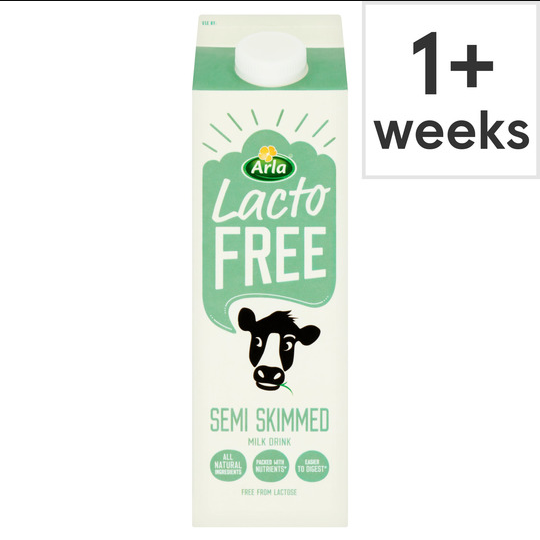 1+
weeks
Arla
Lacto
FREE
SEMI SKIMMED
MILK DRINK
ALL
NATURAL
INGREDIENTS
PACKED WITH
NUTRIENTS*
EASIER
TO DIGEST*
FREE FROM LACTOSE